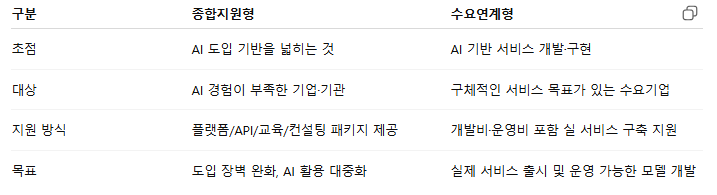 구분 종합지원형 수요연계형
초점 AI 도입 기반을 넓히는 것 AI 기반 서비스 개발·구현
대상 AI 경험이 부족한 기업·기관 구체적인 서비스 목표가 있는 수요기업
지원 방식 플랫폼/API/교육/컨설팅 패키지 제공 개발비·운영비 포함 실 서비스 구축 지원
목표 도입 장벽 완화, AI 활용 대중화 실제 서비스 출시 및 운영 가능한 모델 개발